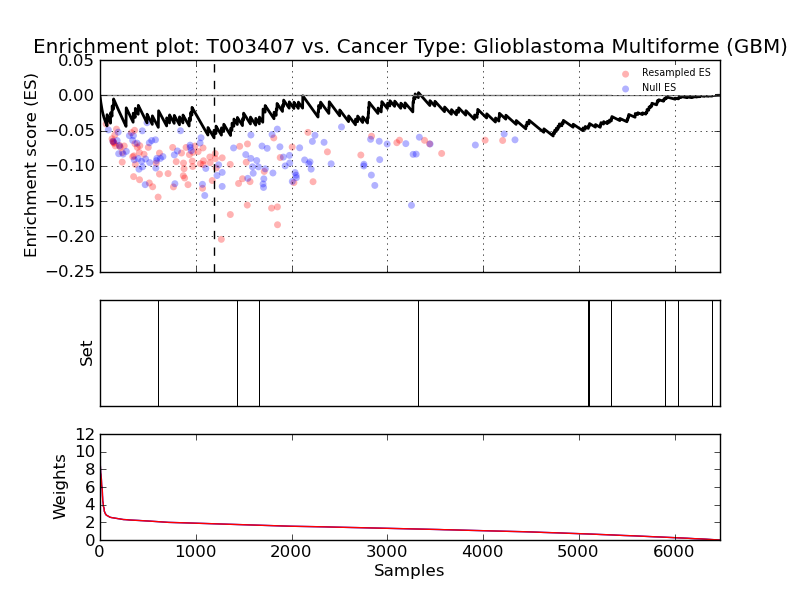 Enrichment plot: T003407 vs. Cancer Type: Glioblastoma Multiforme (GBM)
0.05
0.00
−0.05
−0.10
−0.15
−0.20
−0.25
Enrichment score (ES)
Resampled ES
Null ES
Set
12
10
8
6
4
2
0
Weights
0 1000 2000 3000 4000 5000 6000
Samples